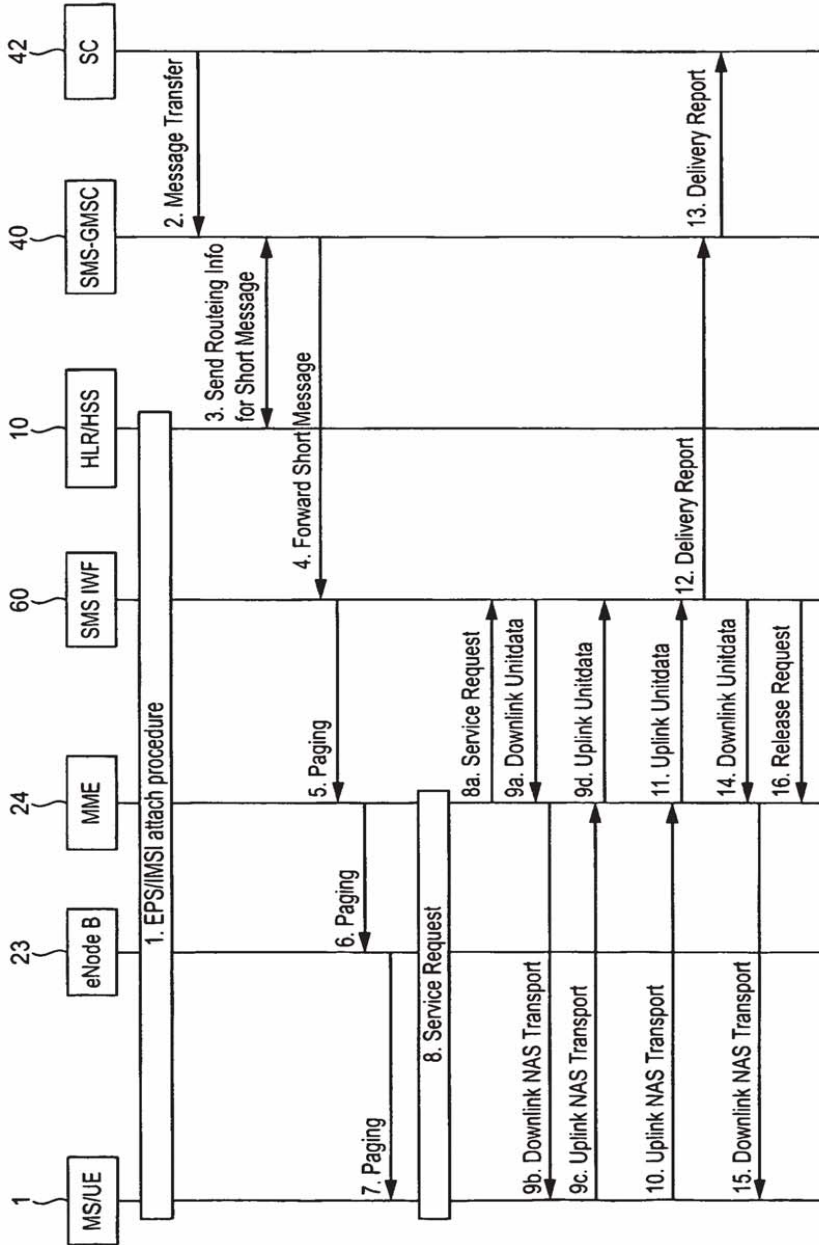 1
23
24
60
10
40
42
MS/UE
eNode B
MME
SMS IWF
HLR/HSS
SMS-GMSC
SC
1. EPS/IMSI attach procedure
2. Message Transfer
3. Send Routeing Info
for Short Message
4. Forward Short Message
5. Paging
6. Paging
7. Paging
8. Service Request
8a. Service Request
9a. Downlink Unitdata
9b. Downlink NAS Transport
9c. Uplink NAS Transport
9d. Uplink Unitdata
10. Uplink NAS Transport
11. Uplink Unitdata
12. Delivery Report
13. Delivery Report
14. Downlink Unitdata
15. Downlink NAS Transport
16. Release Request